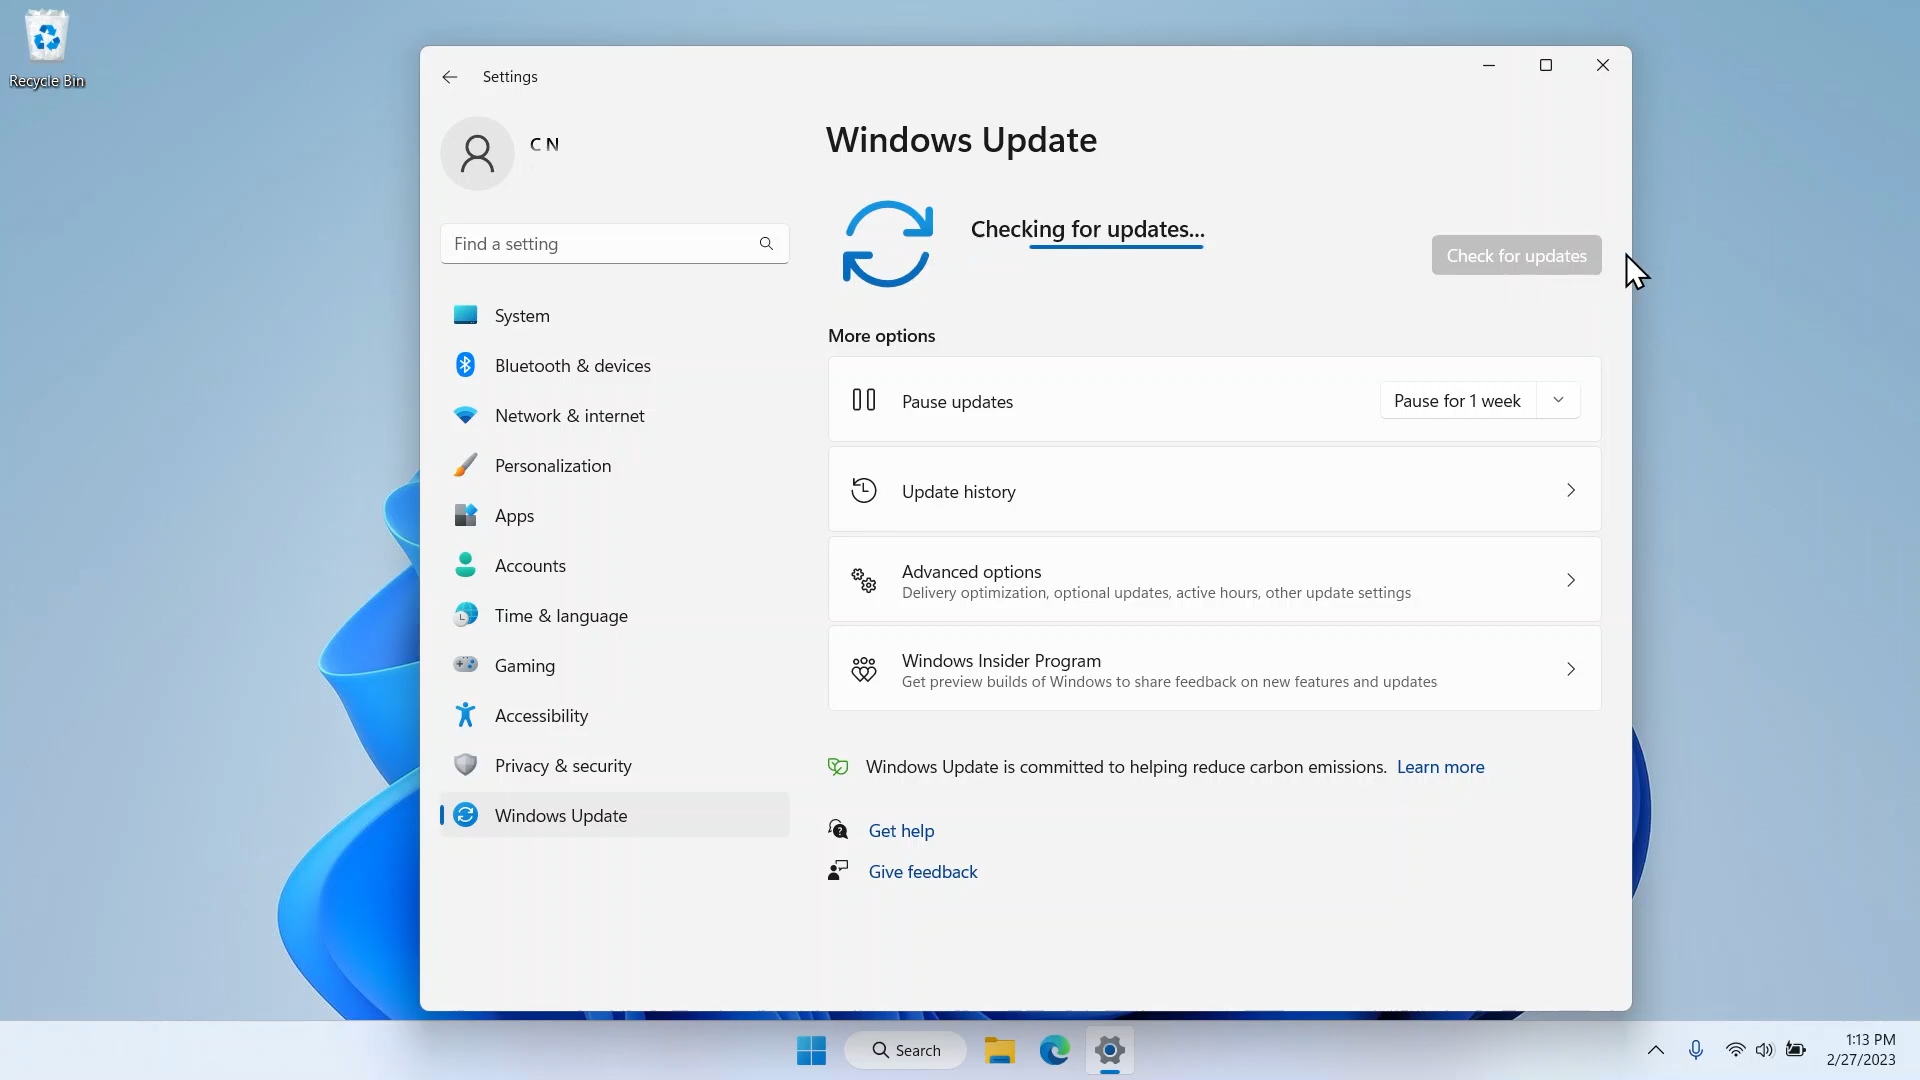 Recycle Bin
Settings
C N
Find a setting
System
Bluetooth & devices
Network & internet
Personalization
Apps
Accounts
Time & language
Gaming
Accessibility
Privacy & security
Windows Update
Windows Update
Checking for updates...
Check for updates
More options
Pause updates
Pause for 1 week
Update history
Advanced options
Delivery optimization, optional updates, active hours, other update settings
Windows Insider Program
Get preview builds of Windows to share feedback on new features and updates
Windows Update is committed to helping reduce carbon emissions. Learn more
Get help
Give feedback
Search
1:13 PM
2/27/2023